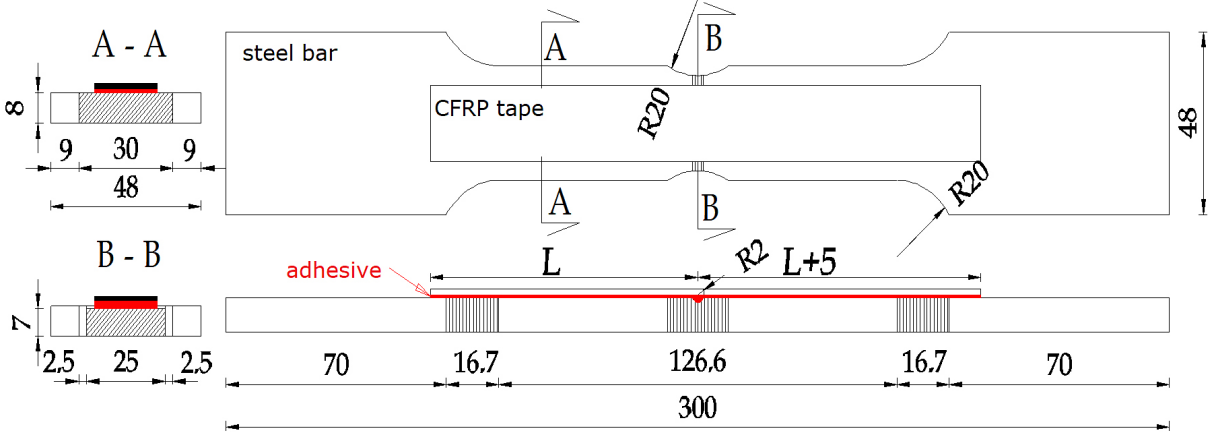 A - A
8
9
30
9
48
steel bar
CFRP tape
A
B
R20
A
B
R20
48
B - B
7
2,5
25
2,5
adhesive
L
R2
L+5
70
16.7
126.6
16.7
70
300